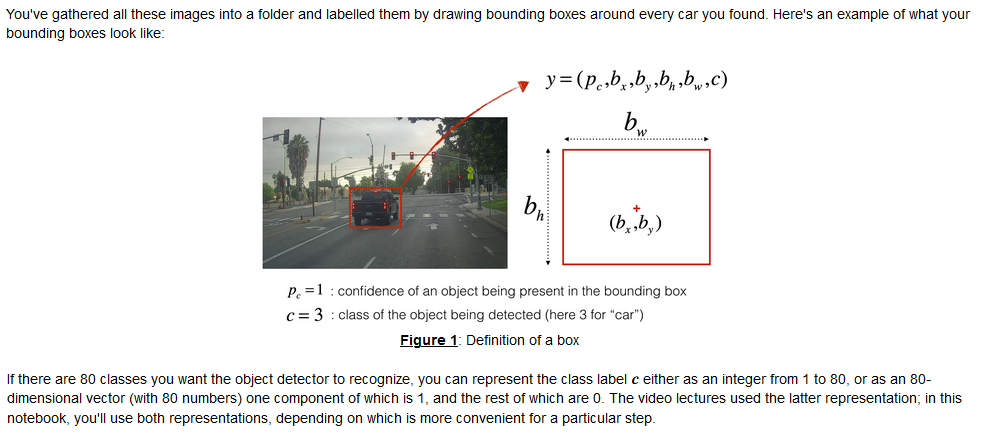 You've gathered all these images into a folder and labelled them by drawing bounding boxes around every car you found. Here's an example of what your
bounding boxes look like:
y = (p_c, b_x, b_y, b_h, b_w, c)
b_w
b_h
(b_x, b_y)
p_c = 1 : confidence of an object being present in the bounding box
c = 3 : class of the object being detected (here 3 for “car”)
Figure 1: Definition of a box
If there are 80 classes you want the object detector to recognize, you can represent the class label c either as an integer from 1 to 80, or as an 80-
dimensional vector (with 80 numbers) one component of which is 1, and the rest of which are 0. The video lectures used the latter representation; in this
notebook, you'll use both representations, depending on which is more convenient for a particular step.